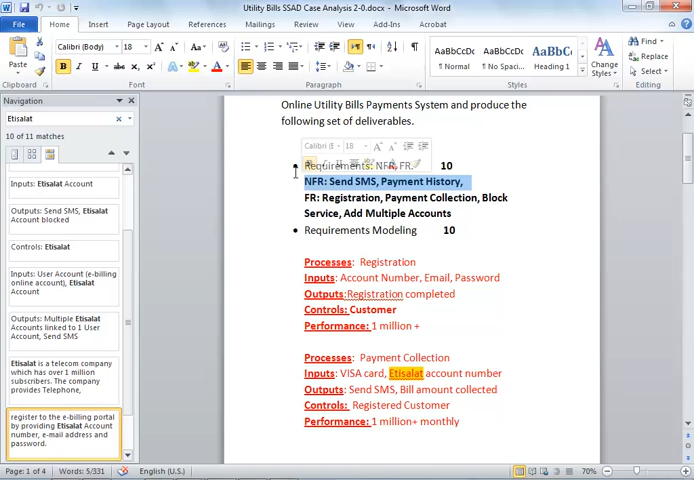 Utility Bills SSAD Case Analysis 2-0.docx - Microsoft Word
File Home Insert Page Layout References Mailings Review View Add-Ins Acrobat
Calibri (Body) 18
Paste
B I U abc x₂ x² A A
AaBbCcDc AaBbCcDc AaBbCc
¶ Normal ¶ No Spaci... Heading 1
Change Styles
Find
Replace
Select
Clipboard Font Paragraph Styles Editing
Navigation
Etisalat
10 of 11 matches
Inputs: Etisalat Account
Outputs: Send SMS, Etisalat
Account blocked
Controls: Etisalat
Inputs: User Account (e-billing
online account), Etisalat
Account
Outputs: Multiple Etisalat
Accounts linked to 1 User
Account, Send SMS
Etisalat is a telecom company
which has over 1 million
subscribers. The company
provides Telephone,
register to the e-billing portal
by providing Etisalat Account
number, e-mail address and
password.
Online Utility Bills Payments System and produce the
following set of deliverables.
Calibri (E 18
• Requirements: NFR, FR. 10
NFR: Send SMS, Payment History,
FR: Registration, Payment Collection, Block
Service, Add Multiple Accounts
• Requirements Modeling 10
Processes: Registration
Inputs: Account Number, Email, Password
Outputs:Registration completed
Controls: Customer
Performance: 1 million +
Processes: Payment Collection
Inputs: VISA card, Etisalat account number
Outputs: Send SMS, Bill amount collected
Controls: Registered Customer
Performance: 1 million+ monthly
Page: 1 of 4 Words: 5/331 English (U.S.) 70%